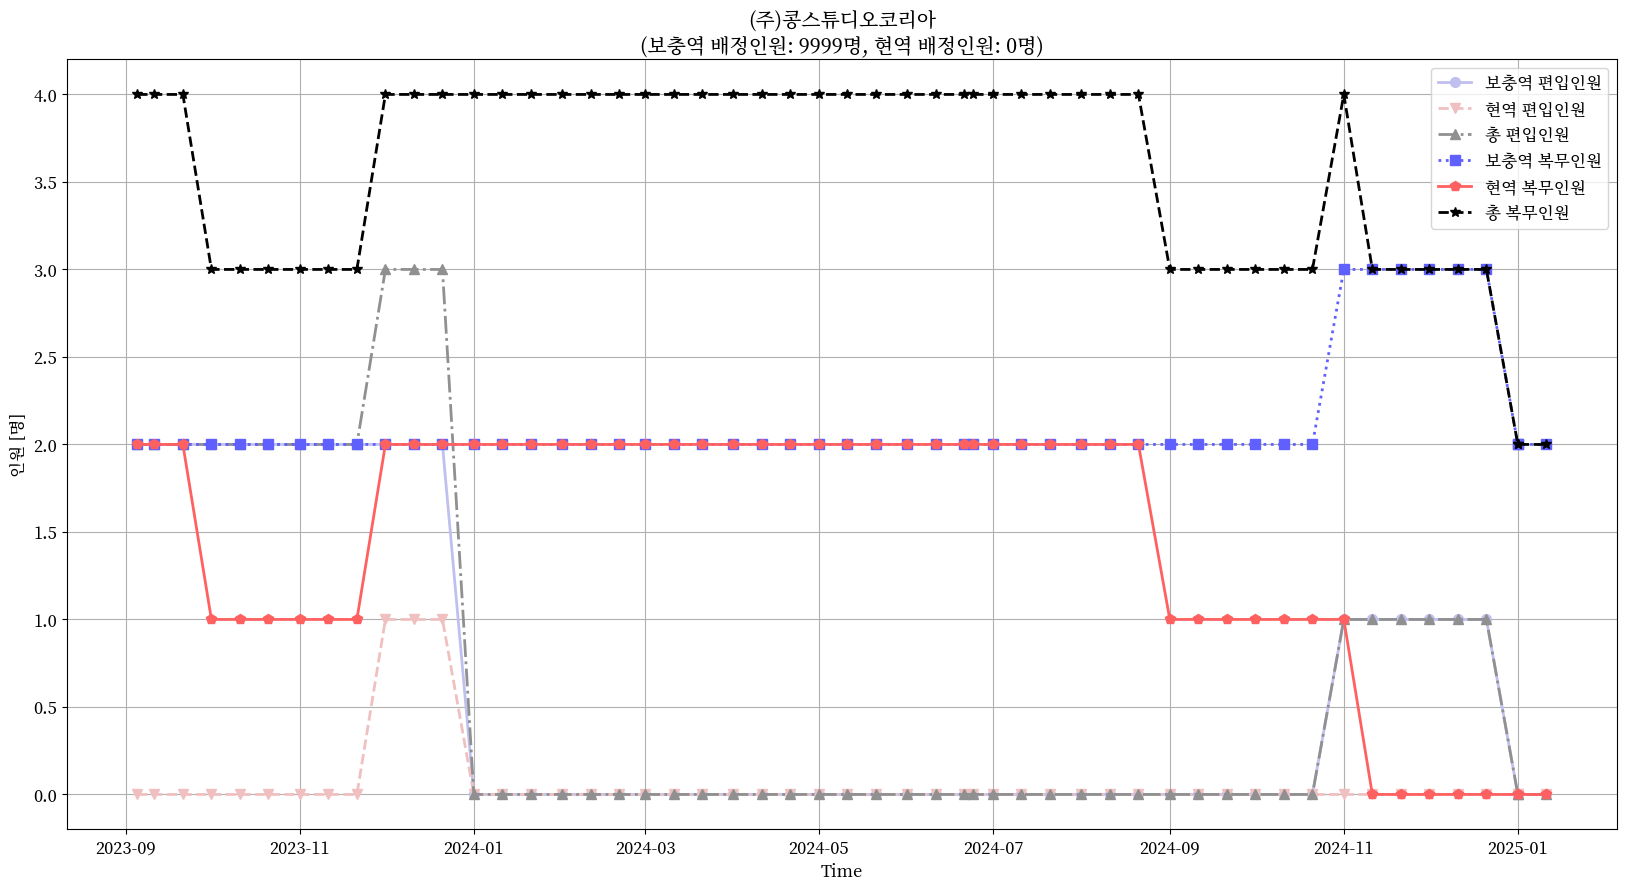 (주)콩스튜디오코리아
(보충역 배정인원: 9999명, 현역 배정인원: 0명)
보충역 편입인원
현역 편입인원
총 편입인원
보충역 복무인원
현역 복무인원
총 복무인원
4.0
3.5
3.0
2.5
2.0
1.5
1.0
0.5
0.0
인원 [명]
2023-09 2023-11 2024-01 2024-03 2024-05 2024-07 2024-09 2024-11 2025-01
Time